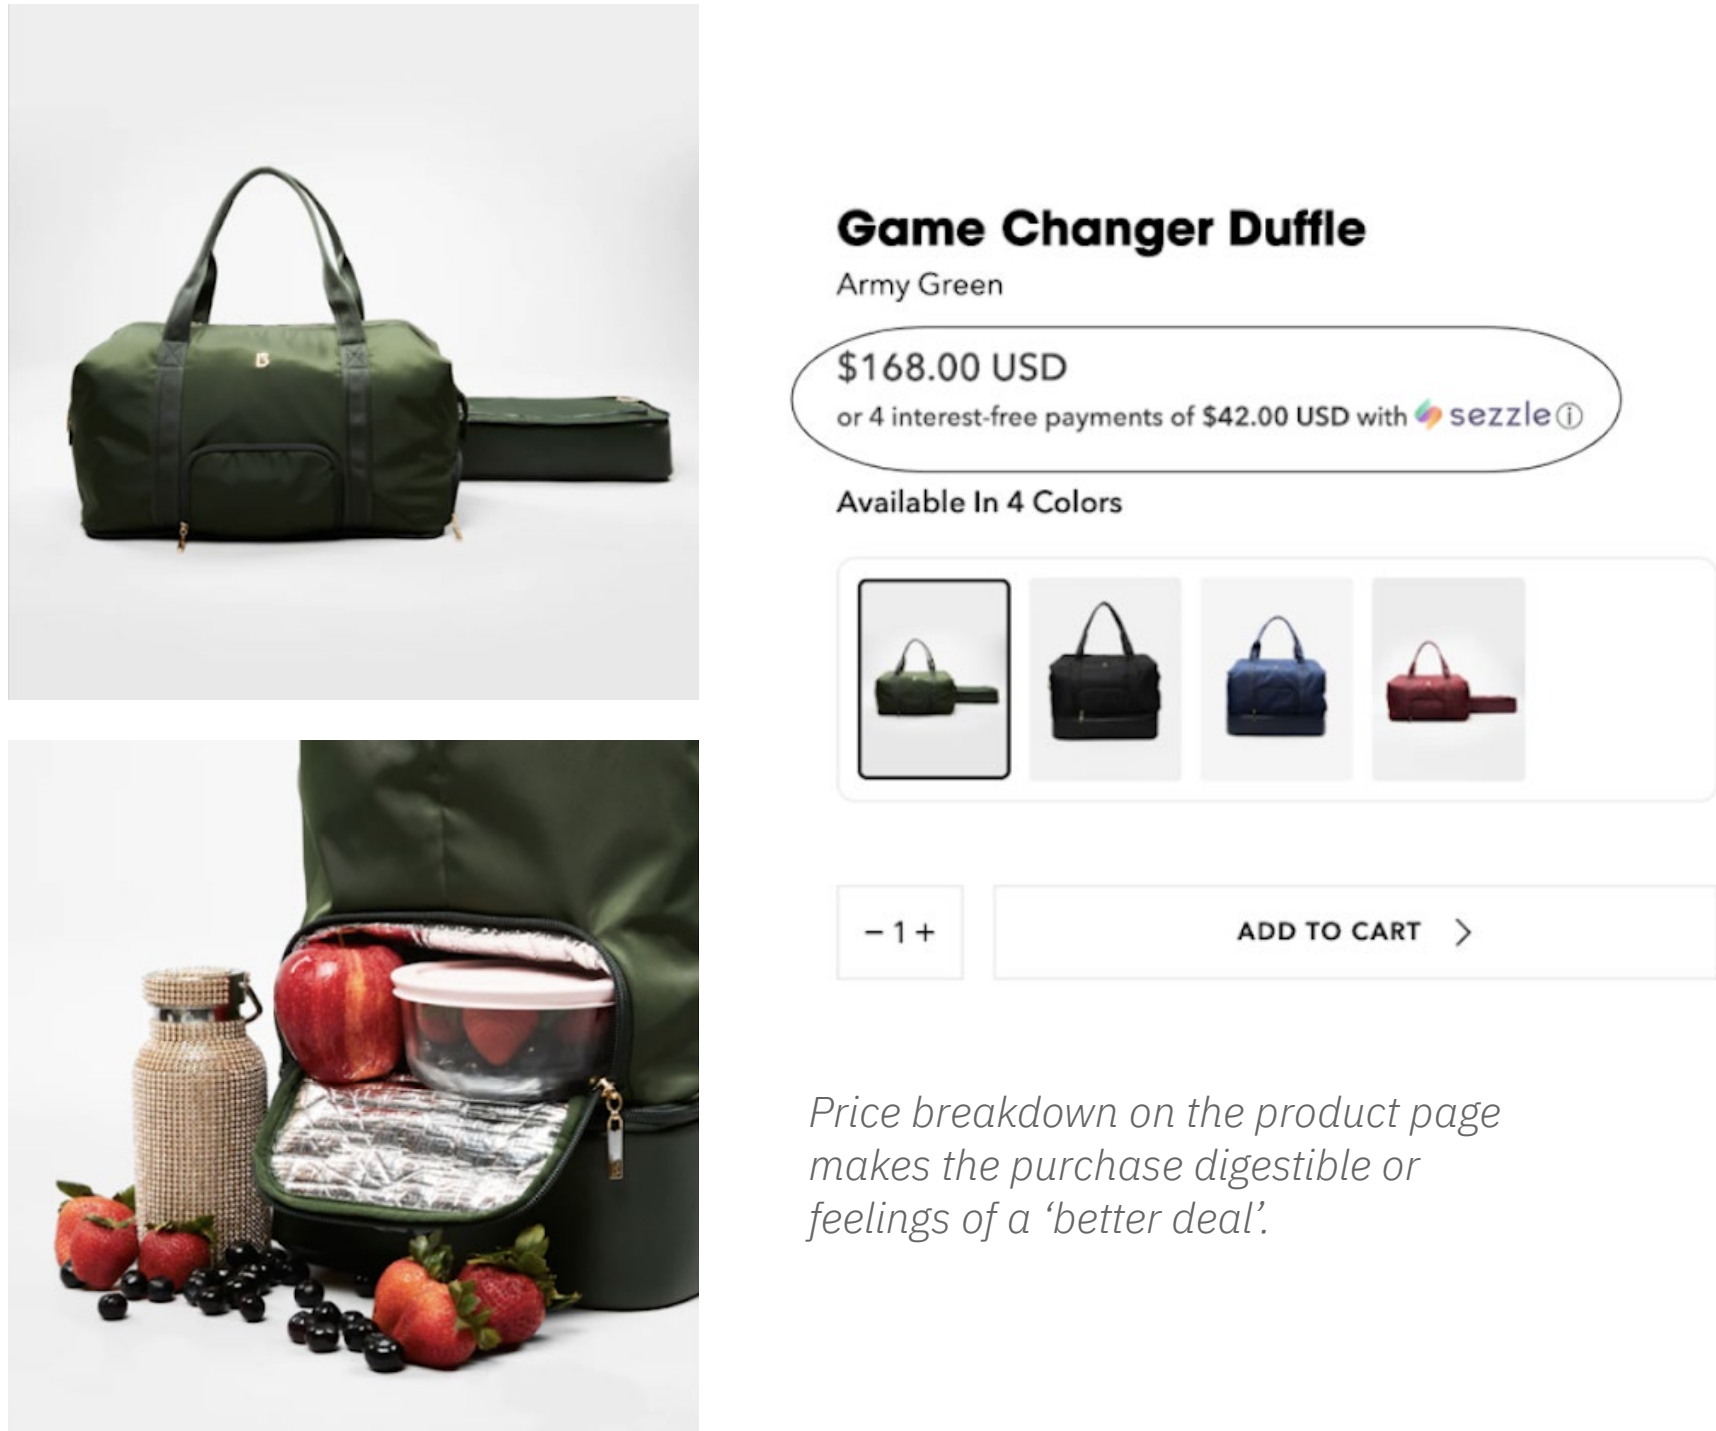 Game Changer Duffle
Army Green
$168.00 USD
or 4 interest-free payments of $42.00 USD with sezzle ⓘ
Available In 4 Colors
− 1 +
ADD TO CART >
Price breakdown on the product page
makes the purchase digestible or
feelings of a ‘better deal’.